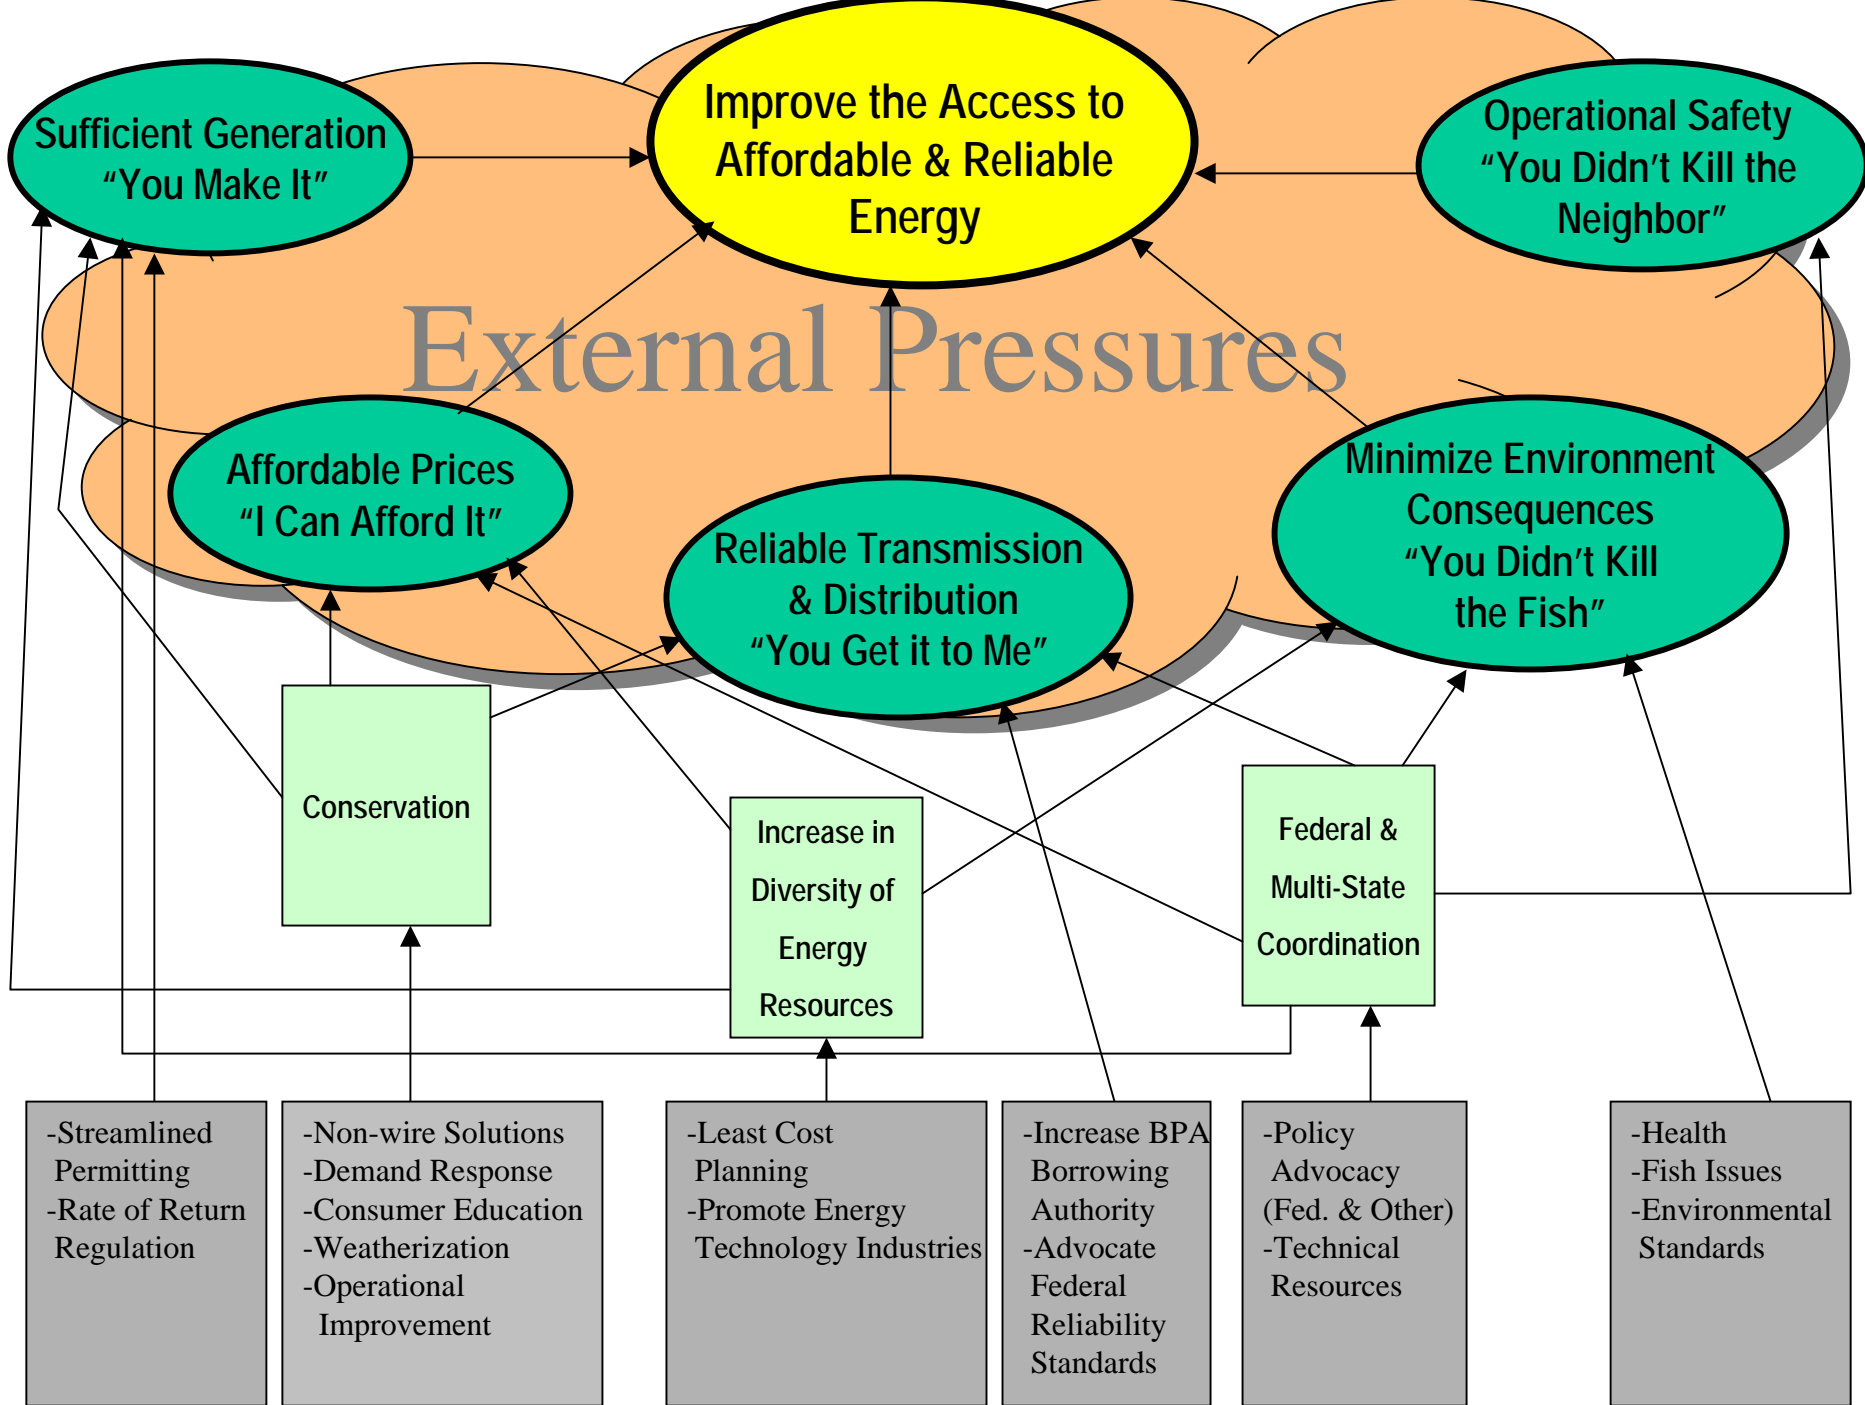 Improve the Access to
Affordable & Reliable
Energy
Sufficient Generation
“You Make It”
Operational Safety
“You Didn’t Kill the
Neighbor”
External Pressures
Affordable Prices
“I Can Afford It”
Reliable Transmission
& Distribution
“You Get it to Me”
Minimize Environment
Consequences
“You Didn’t Kill
the Fish”
Conservation
Increase in
Diversity of
Energy
Resources
Federal &
Multi-State
Coordination
-Streamlined
Permitting
-Rate of Return
Regulation
-Non-wire Solutions
-Demand Response
-Consumer Education
-Weatherization
-Operational
Improvement
-Least Cost
Planning
-Promote Energy
Technology Industries
-Increase BPA
Borrowing
Authority
-Advocate
Federal
Reliability
Standards
-Policy
Advocacy
(Fed. & Other)
-Technical
Resources
-Health
-Fish Issues
-Environmental
Standards